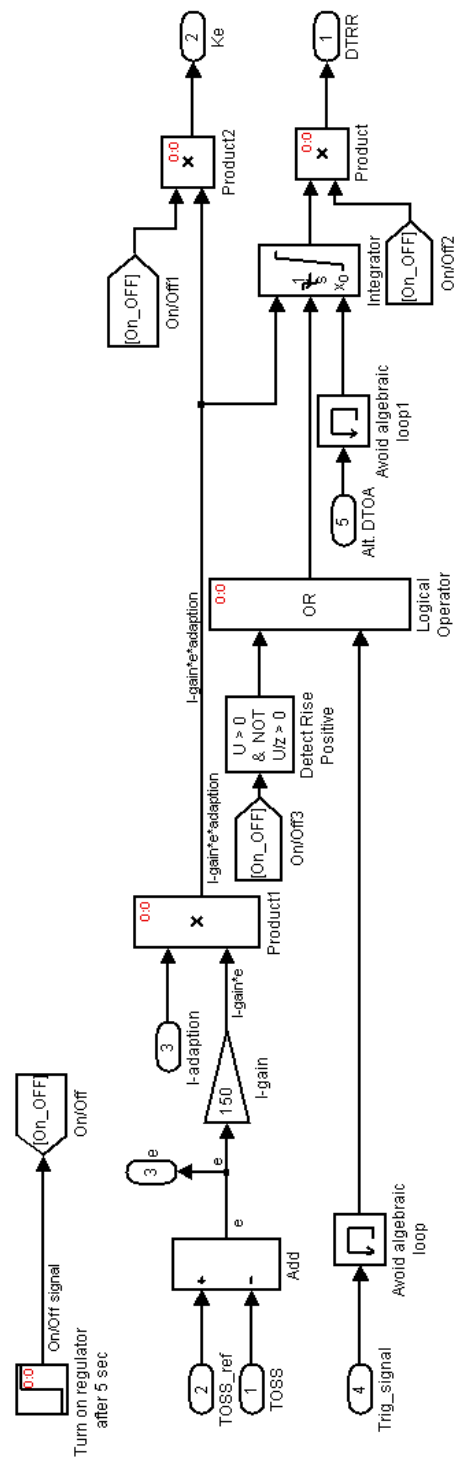 0:0
Turn on regulator
after 5 sec
On/Off signal
[On_OFF]
On/Off
2
TOSS_ref
1
TOSS
+
-
Add
e
3
e
e
150
I-gain
3
I-adaption
I-gain*e
0:0
×
Product1
I-gain*e*adaption
I-gain*e*adaption
[On_OFF]
On/Off3
U > 0
& NOT
U/z > 0
Detect Rise
Positive
4
Trig_signal
Avoid algebraic
loop
0:0
OR
Logical
Operator
5
Alt. DTOA
Avoid algebraic
loop1
1
s
x0
Integrator
[On_OFF]
On/Off1
0:0
×
Product2
2
Ke
[On_OFF]
On/Off2
0:0
×
Product
1
DTRR